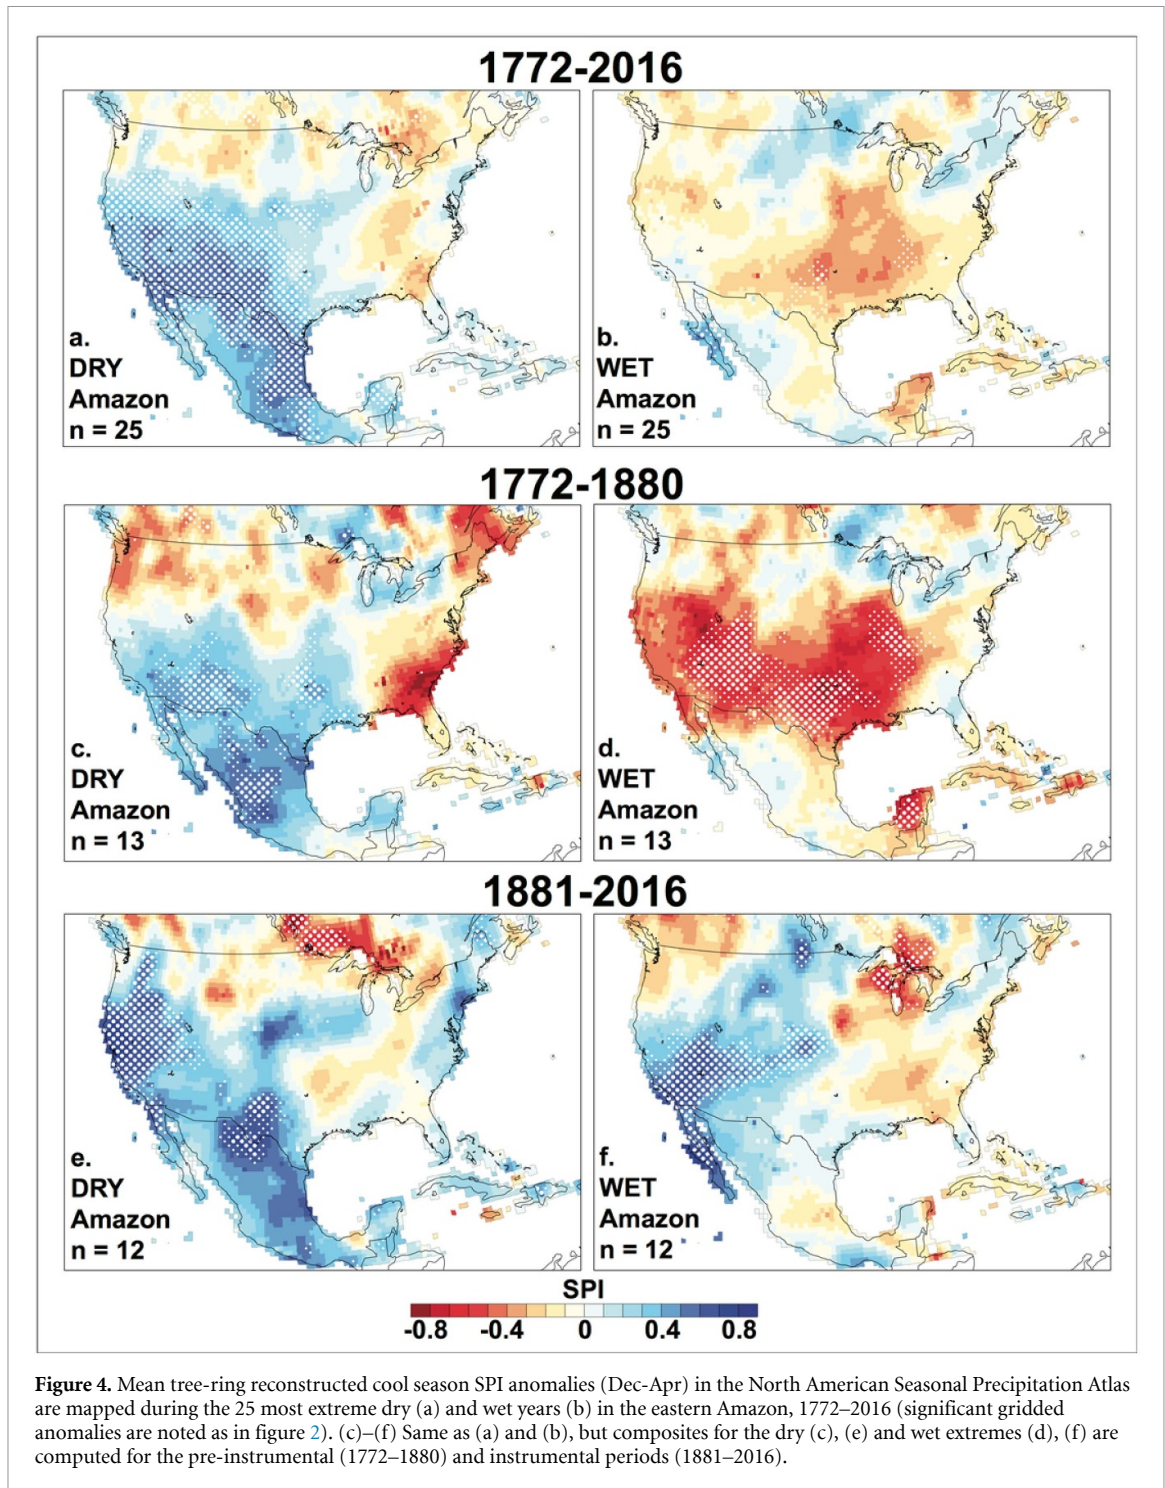 1772-2016
a.
DRY
Amazon
n = 25
b.
WET
Amazon
n = 25
1772-1880
c.
DRY
Amazon
n = 13
d.
WET
Amazon
n = 13
1881-2016
e.
DRY
Amazon
n = 12
f.
WET
Amazon
n = 12
SPI
-0.8 -0.4 0 0.4 0.8
Figure 4. Mean tree-ring reconstructed cool season SPI anomalies (Dec-Apr) in the North American Seasonal Precipitation Atlas
are mapped during the 25 most extreme dry (a) and wet years (b) in the eastern Amazon, 1772–2016 (significant gridded
anomalies are noted as in figure 2). (c)–(f) Same as (a) and (b), but composites for the dry (c), (e) and wet extremes (d), (f) are
computed for the pre-instrumental (1772–1880) and instrumental periods (1881–2016).